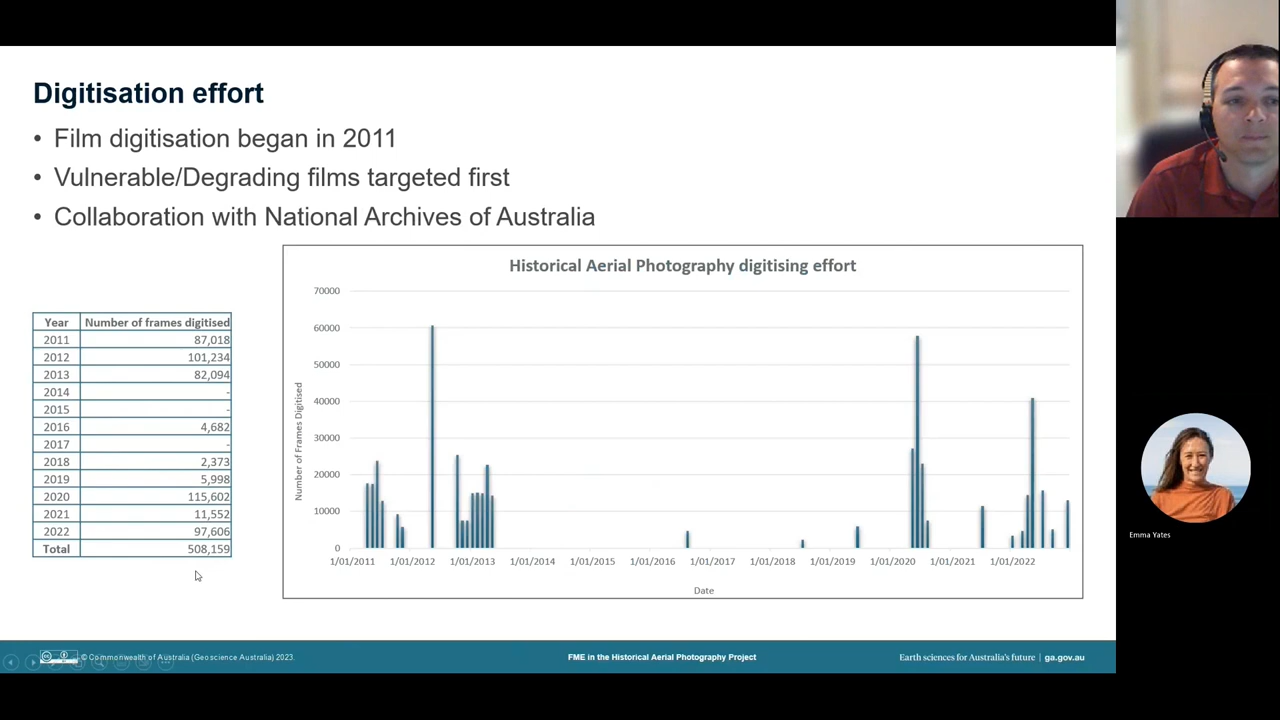 Digitisation effort
• Film digitisation began in 2011
• Vulnerable/Degrading films targeted first
• Collaboration with National Archives of Australia
Year Number of frames digitised
2011 87,018
2012 101,234
2013 82,094
2014 -
2015 -
2016 4,682
2017 -
2018 2,373
2019 5,998
2020 115,602
2021 11,552
2022 97,606
Total 508,159
Historical Aerial Photography digitising effort
Number of Frames Digitised
70000
60000
50000
40000
30000
20000
10000
0
1/01/2011 1/01/2012 1/01/2013 1/01/2014 1/01/2015 1/01/2016 1/01/2017 1/01/2018 1/01/2019 1/01/2020 1/01/2021 1/01/2022
Date
Emma Yates
© Commonwealth of Australia (Geoscience Australia) 2023.
FME in the Historical Aerial Photography Project
Earth sciences for Australia's future | ga.gov.au